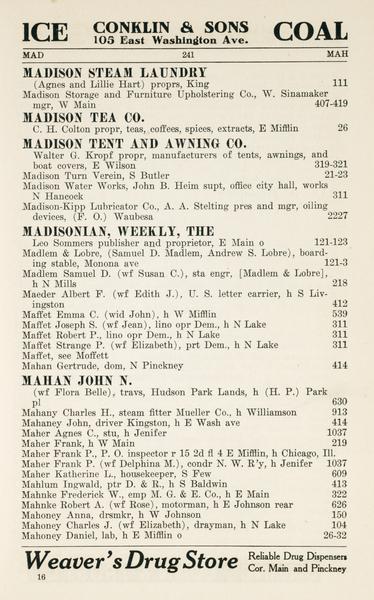 ICE CONKLIN & SONS COAL
105 East Washington Ave.
MAD 241 MAH
MADISON STEAM LAUNDRY
(Agnes and Lillie Hart) proprs, King 111
Madison Storage and Furniture Upholstering Co., W. Sinamaker
mgr, W Main 407-419
MADISON TEA CO.
C. H. Colton propr, teas, coffees, spices, extracts, E Mifflin 26
MADISON TENT AND AWNING CO.
Walter G. Kropf propr, manufacturers of tents, awnings, and
boat covers, E Wilson 319-321
Madison Turn Verein, S Butler 21-23
Madison Water Works, John B. Heim supt, office city hall, works
N Hancock 311
Madison-Kipp Lubricator Co., A. A. Stelting pres and mgr, oiling
devices, (F. O.) Waubesa 2227
MADISONIAN, WEEKLY, THE
Leo Sommers publisher and proprietor, E Main o 121-123
Madlem & Lobre, (Samuel D. Madlem, Andrew S. Lobre), board-
ing stable, Monona ave 121-3
Madlem Samuel D. (wf Susan C.), sta engr, [Madlem & Lobre],
h N Mills 218
Maeder Albert F. (wf Edith J.), U. S. letter carrier, h S Liv-
ingston 412
Maffet Emma C. (wid John), h W Mifflin 539
Maffet Joseph S. (wf Jean), lino opr Dem., h N Lake 311
Maffet Robert P., lino opr Dem., h N Lake 311
Maffet Strange P. (wf Elizabeth), prt Dem., h N Lake 311
Maffet, see Moffett
Mahan Gertrude, dom, N Pinckney 414
MAHAN JOHN N.
(wf Flora Belle), travs, Hudson Park Lands, h (H. P.) Park
pl 630
Mahany Charles H., steam fitter Mueller Co., h Williamson 913
Mahaney John, driver Kingston, h E Wash ave 414
Maher Agnes C., stu, h Jenifer 1037
Maher Frank, h W Main 219
Maher Frank P., P. O. inspector r 15 2d fl 4 E Mifflin, h Chicago, Ill.
Maher Frank P. (wf Delphina M.), condr N. W. R'y, h Jenifer 1037
Maher Katherine L., housekeeper, S Few 609
Mahlum Ingwald, ptr D. & R., h S Baldwin 413
Mahnke Frederick W., emp M. G. & E. Co., h E Main 322
Mahnke Robert A. (wf Rose), motorman, h E Johnson rear 626
Mahoney Anna, drsmkr, h W Johnson 150
Mahoney Charles J. (wf Elizabeth), drayman, h N Lake 104
Mahoney Daniel, lab, h E Mifflin o 26-32
Weaver's Drug Store Reliable Drug Dispensers
Cor. Main and Pinckney
16